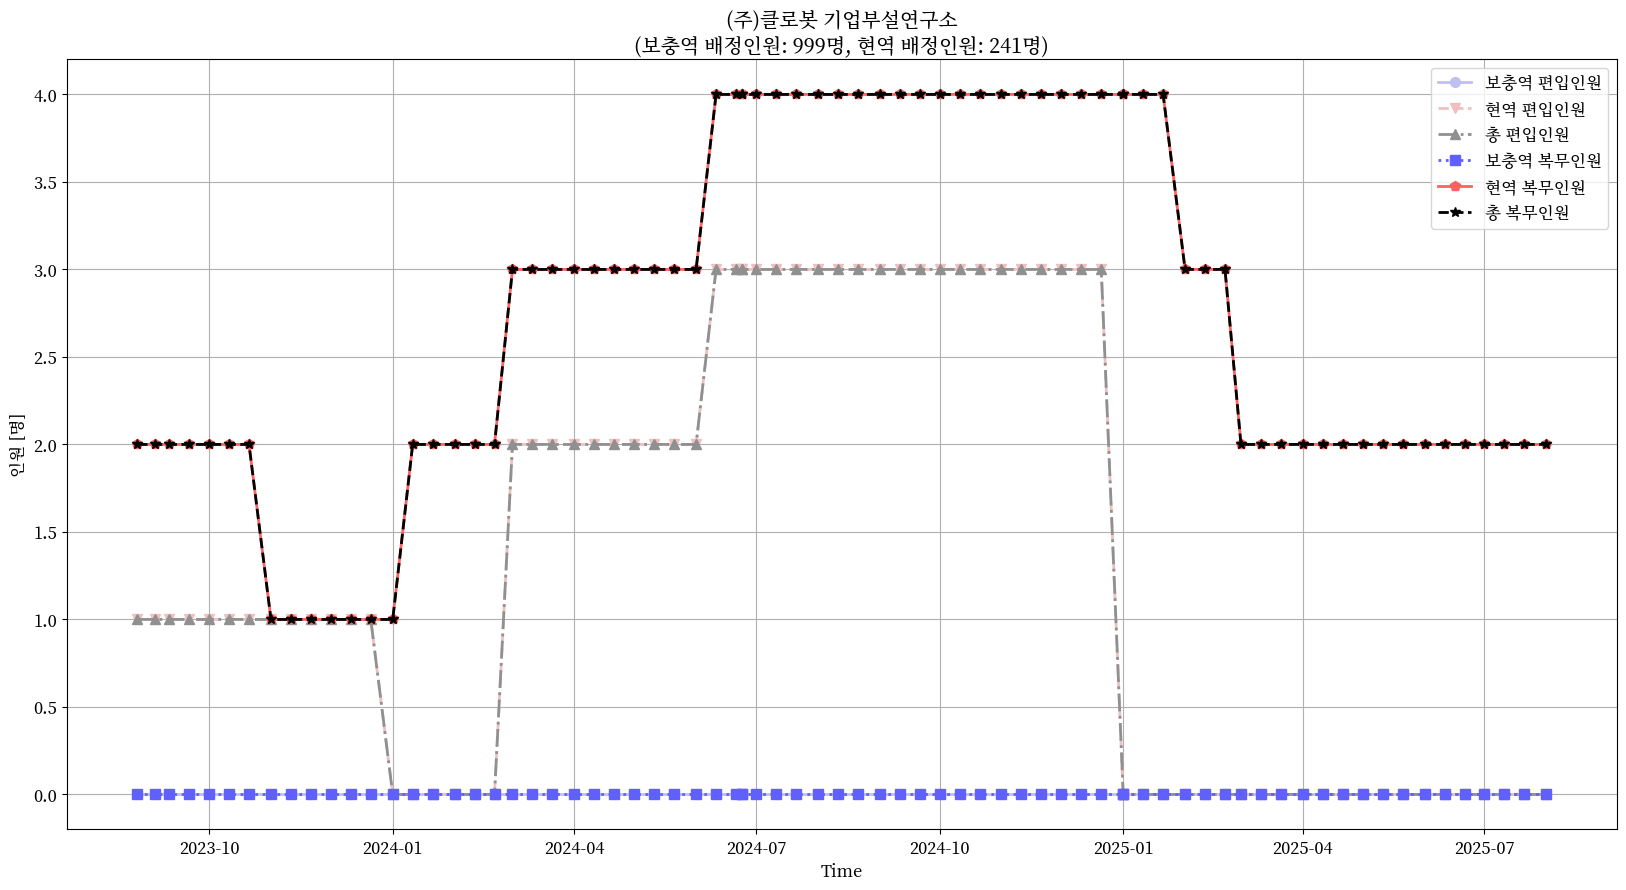 (주)클로봇 기업부설연구소
(보충역 배정인원: 999명, 현역 배정인원: 241명)
보충역 편입인원
현역 편입인원
총 편입인원
보충역 복무인원
현역 복무인원
총 복무인원
인원 [명]
4.0
3.5
3.0
2.5
2.0
1.5
1.0
0.5
0.0
2023-10
2024-01
2024-04
2024-07
2024-10
2025-01
2025-04
2025-07
Time